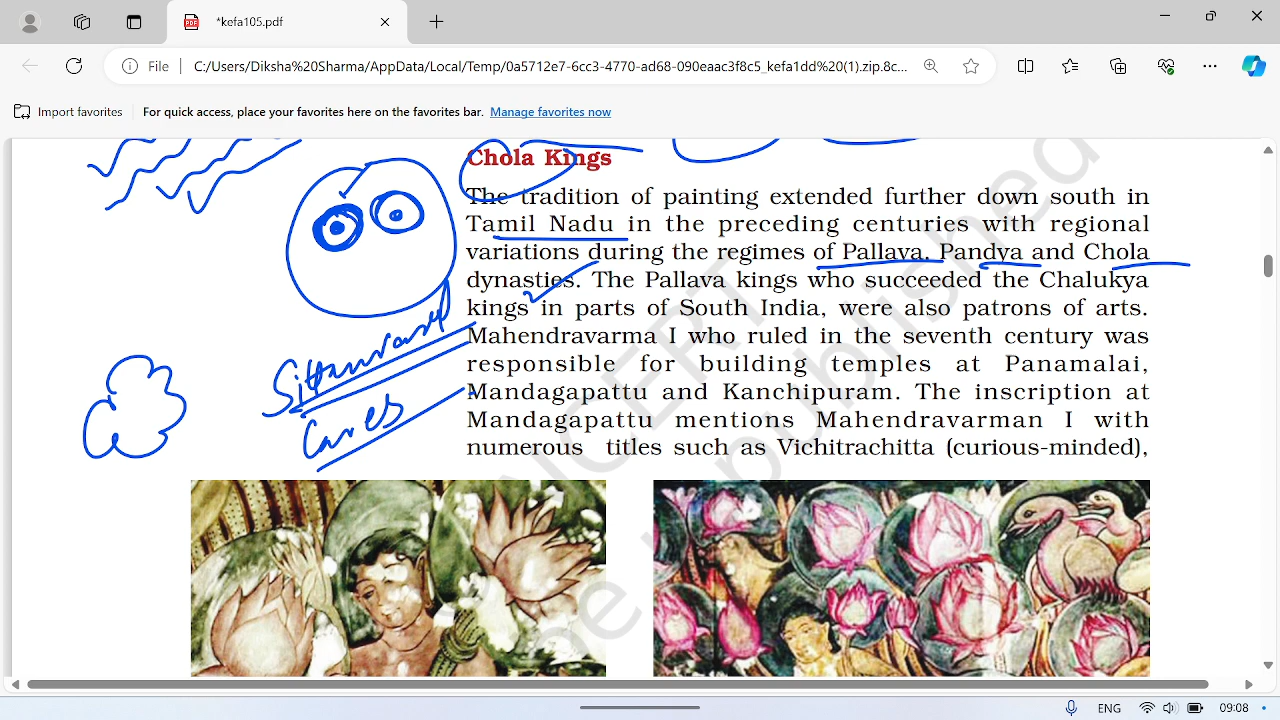 *kefa105.pdf
File
C:/Users/Diksha%20Sharma/AppData/Local/Temp/0a5712e7-6cc3-4770-ad68-090eaac3f8c5_kefa1dd%20(1).zip.8c...
Import favorites
For quick access, place your favorites here on the favorites bar. Manage favorites now
Chola Kings
The tradition of painting extended further down south in
Tamil Nadu in the preceding centuries with regional
variations during the regimes of Pallava, Pandya and Chola
dynasties. The Pallava kings who succeeded the Chalukya
kings in parts of South India, were also patrons of arts.
Mahendravarma I who ruled in the seventh century was
responsible for building temples at Panamalai,
Mandagapattu and Kanchipuram. The inscription at
Mandagapattu mentions Mahendravarman I with
numerous titles such as Vichitrachitta (curious-minded),
Caves
NCERT
republished
ENG
09:08